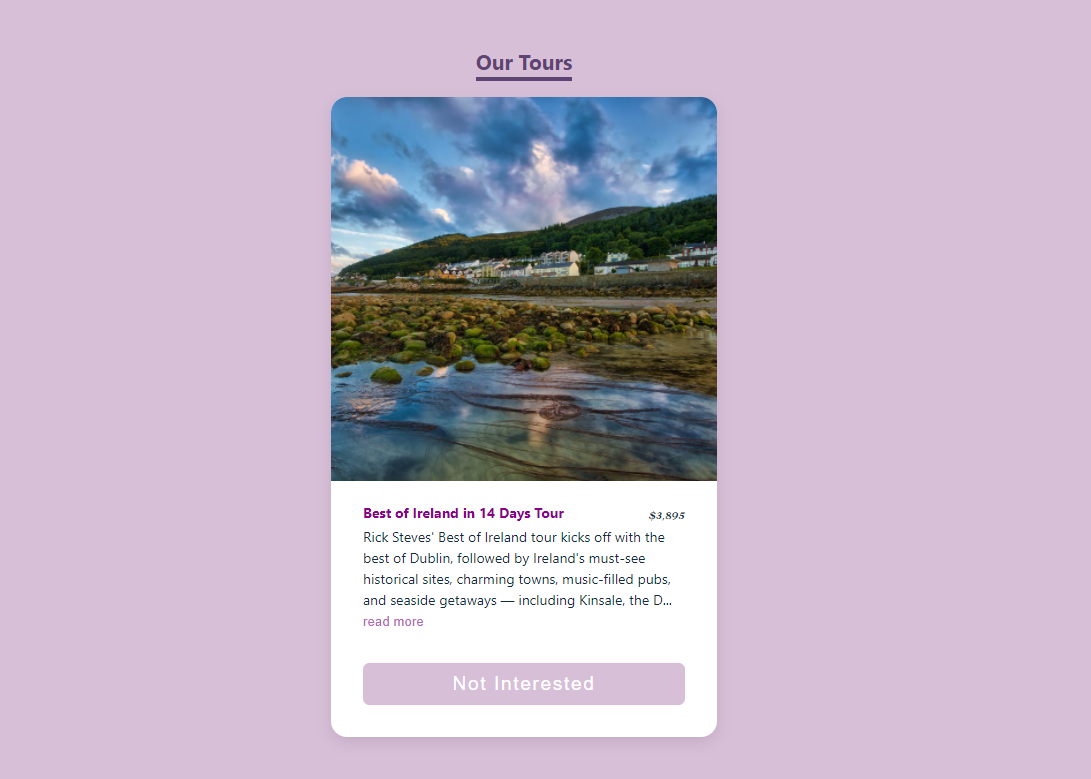 Our Tours
Best of Ireland in 14 Days Tour $3,895
Rick Steves' Best of Ireland tour kicks off with the
best of Dublin, followed by Ireland's must-see
historical sites, charming towns, music-filled pubs,
and seaside getaways — including Kinsale, the D...
read more
Not Interested